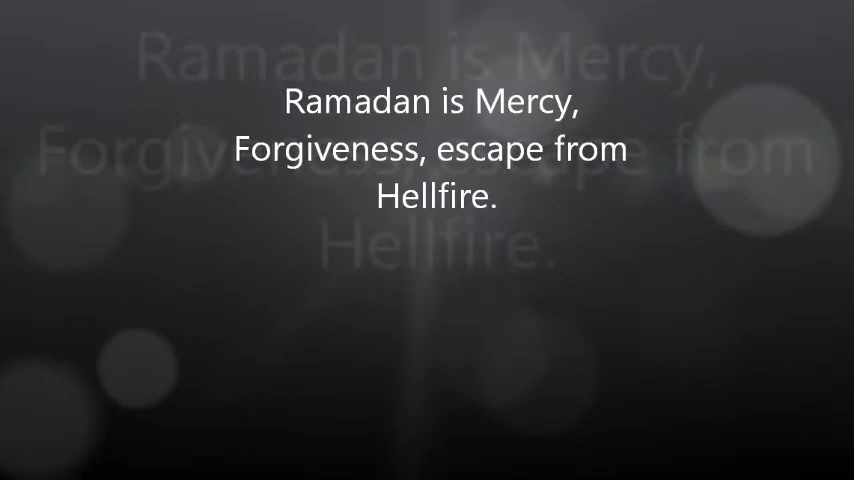 Ramadan is Mercy,
Forgiveness, escape from
Hellfire.